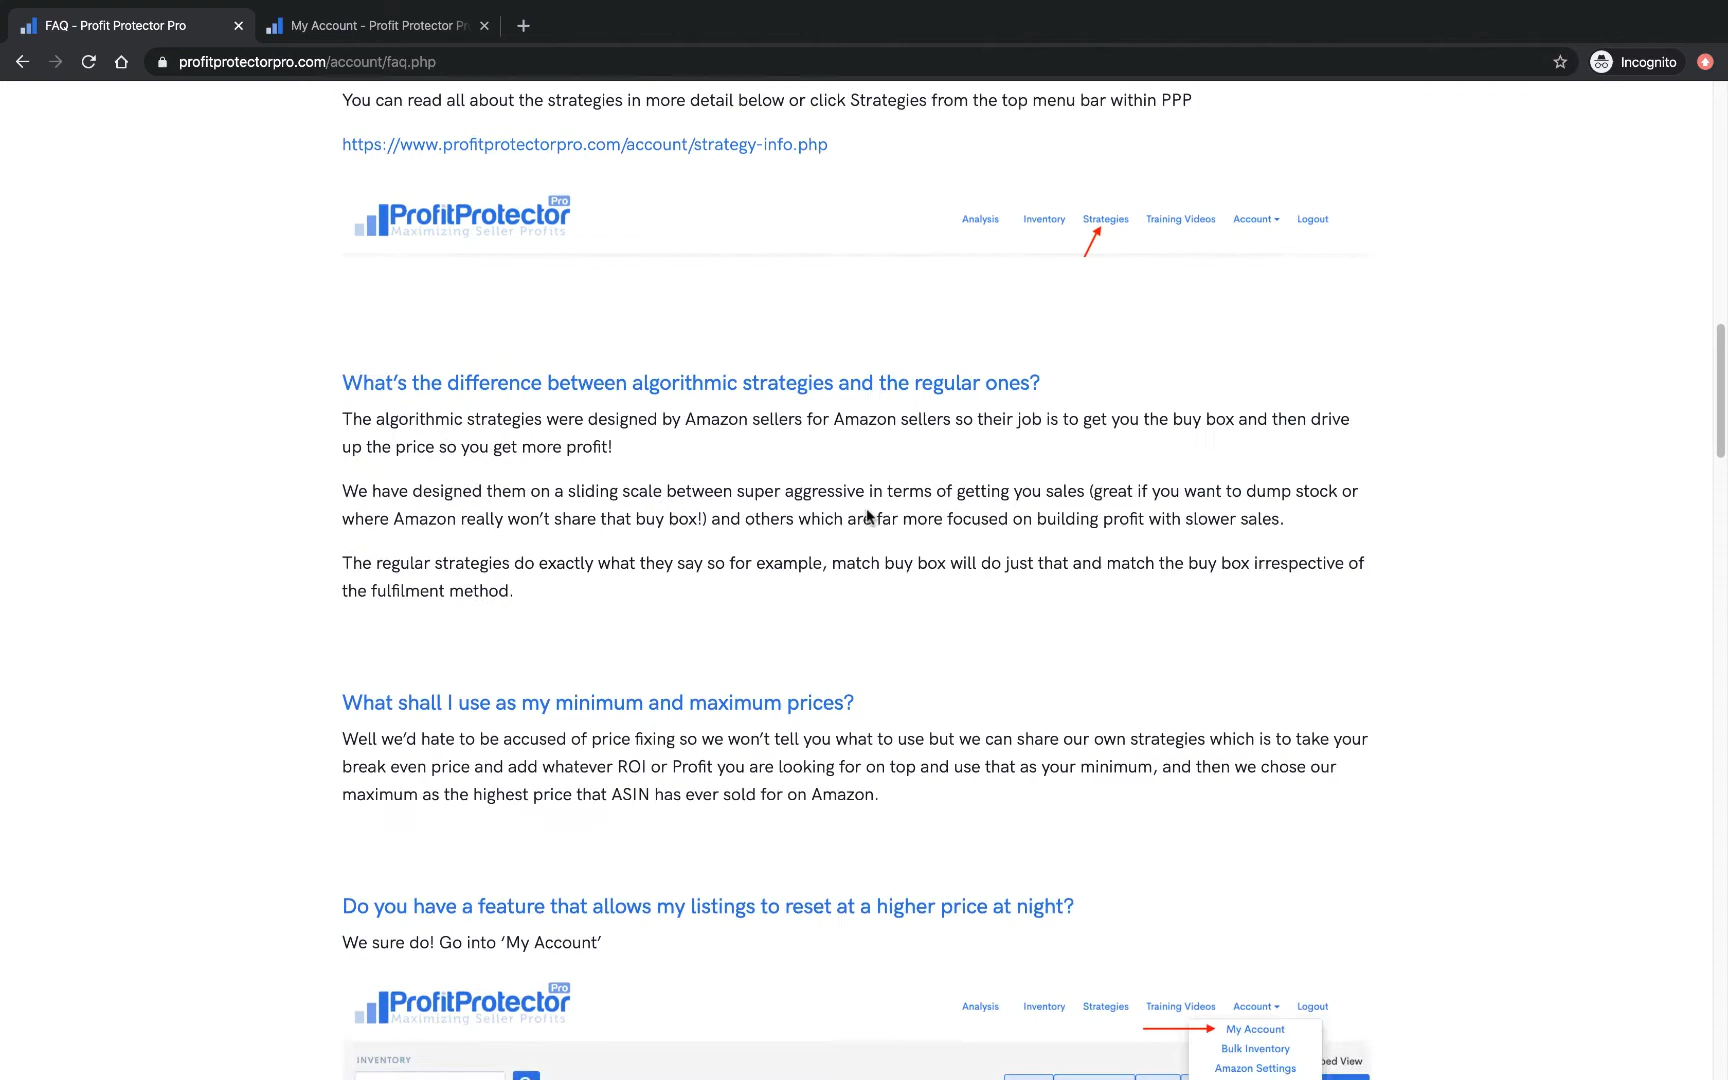 FAQ - Profit Protector Pro
My Account - Profit Protector Pr
profitprotectorpro.com/account/faq.php
Incognito
You can read all about the strategies in more detail below or click Strategies from the top menu bar within PPP
https://www.profitprotectorpro.com/account/strategy-info.php
ProfitProtector Pro
Maximizing Seller Profits
Analysis Inventory Strategies Training Videos Account Logout
What's the difference between algorithmic strategies and the regular ones?
The algorithmic strategies were designed by Amazon sellers for Amazon sellers so their job is to get you the buy box and then drive
up the price so you get more profit!
We have designed them on a sliding scale between super aggressive in terms of getting you sales (great if you want to dump stock or
where Amazon really won't share that buy box!) and others which are far more focused on building profit with slower sales.
The regular strategies do exactly what they say so for example, match buy box will do just that and match the buy box irrespective of
the fulfilment method.
What shall I use as my minimum and maximum prices?
Well we'd hate to be accused of price fixing so we won't tell you what to use but we can share our own strategies which is to take your
break even price and add whatever ROI or Profit you are looking for on top and use that as your minimum, and then we chose our
maximum as the highest price that ASIN has ever sold for on Amazon.
Do you have a feature that allows my listings to reset at a higher price at night?
We sure do! Go into 'My Account'
ProfitProtector Pro
Maximizing Seller Profits
Analysis Inventory Strategies Training Videos Account Logout
My Account
Bulk Inventory
Amazon Settings
INVENTORY
ped View